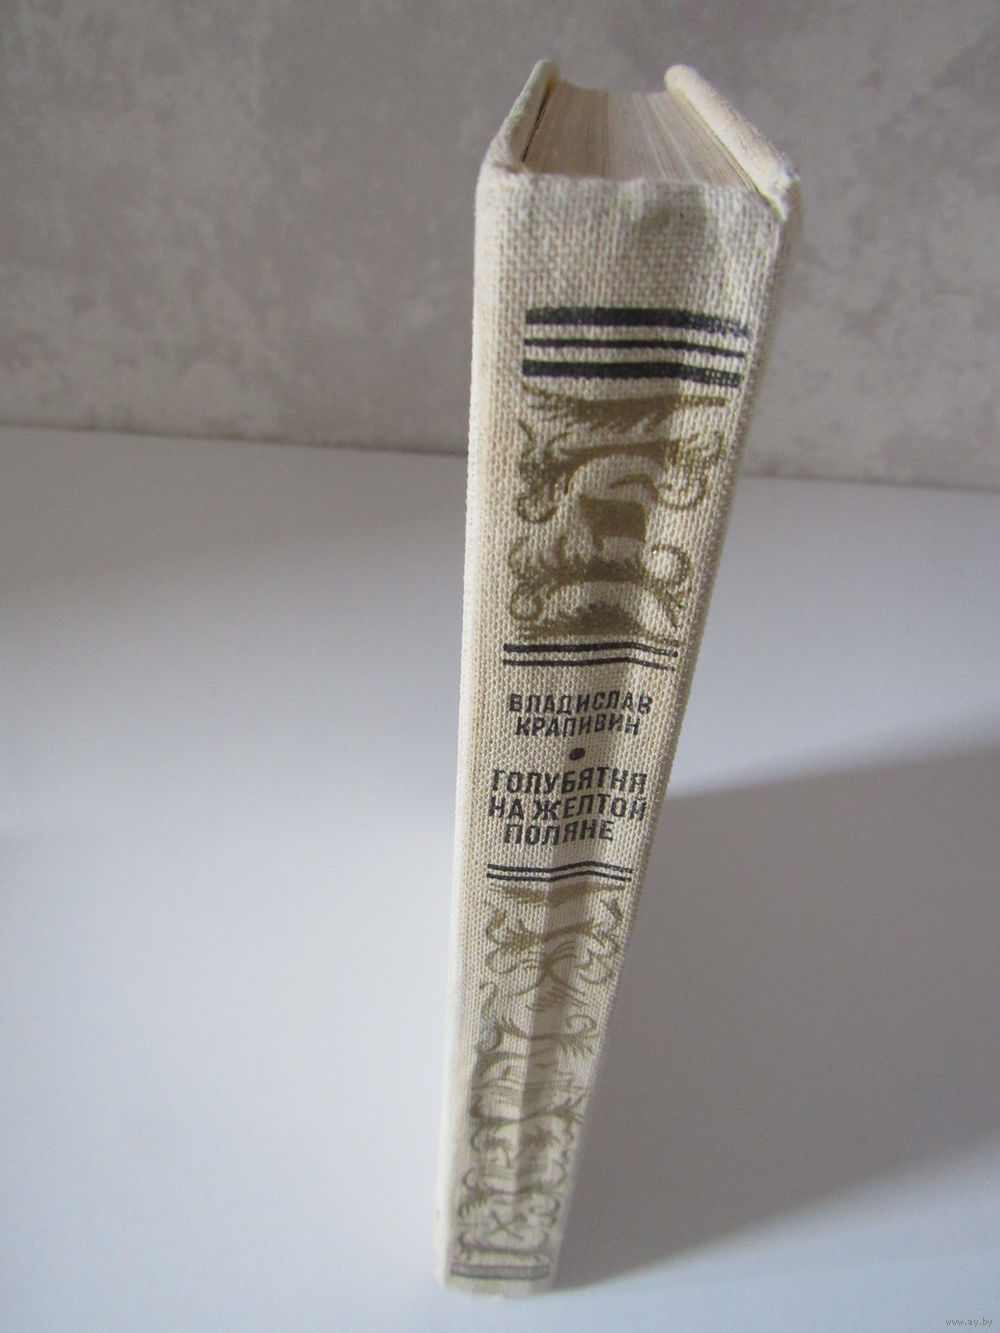 ВЛАДИСЛАВ
КРАПИВИН
ГОЛУБЯТНЯ
НА ЖЕЛТОЙ
ПОЛЯНЕ
www.ay.by